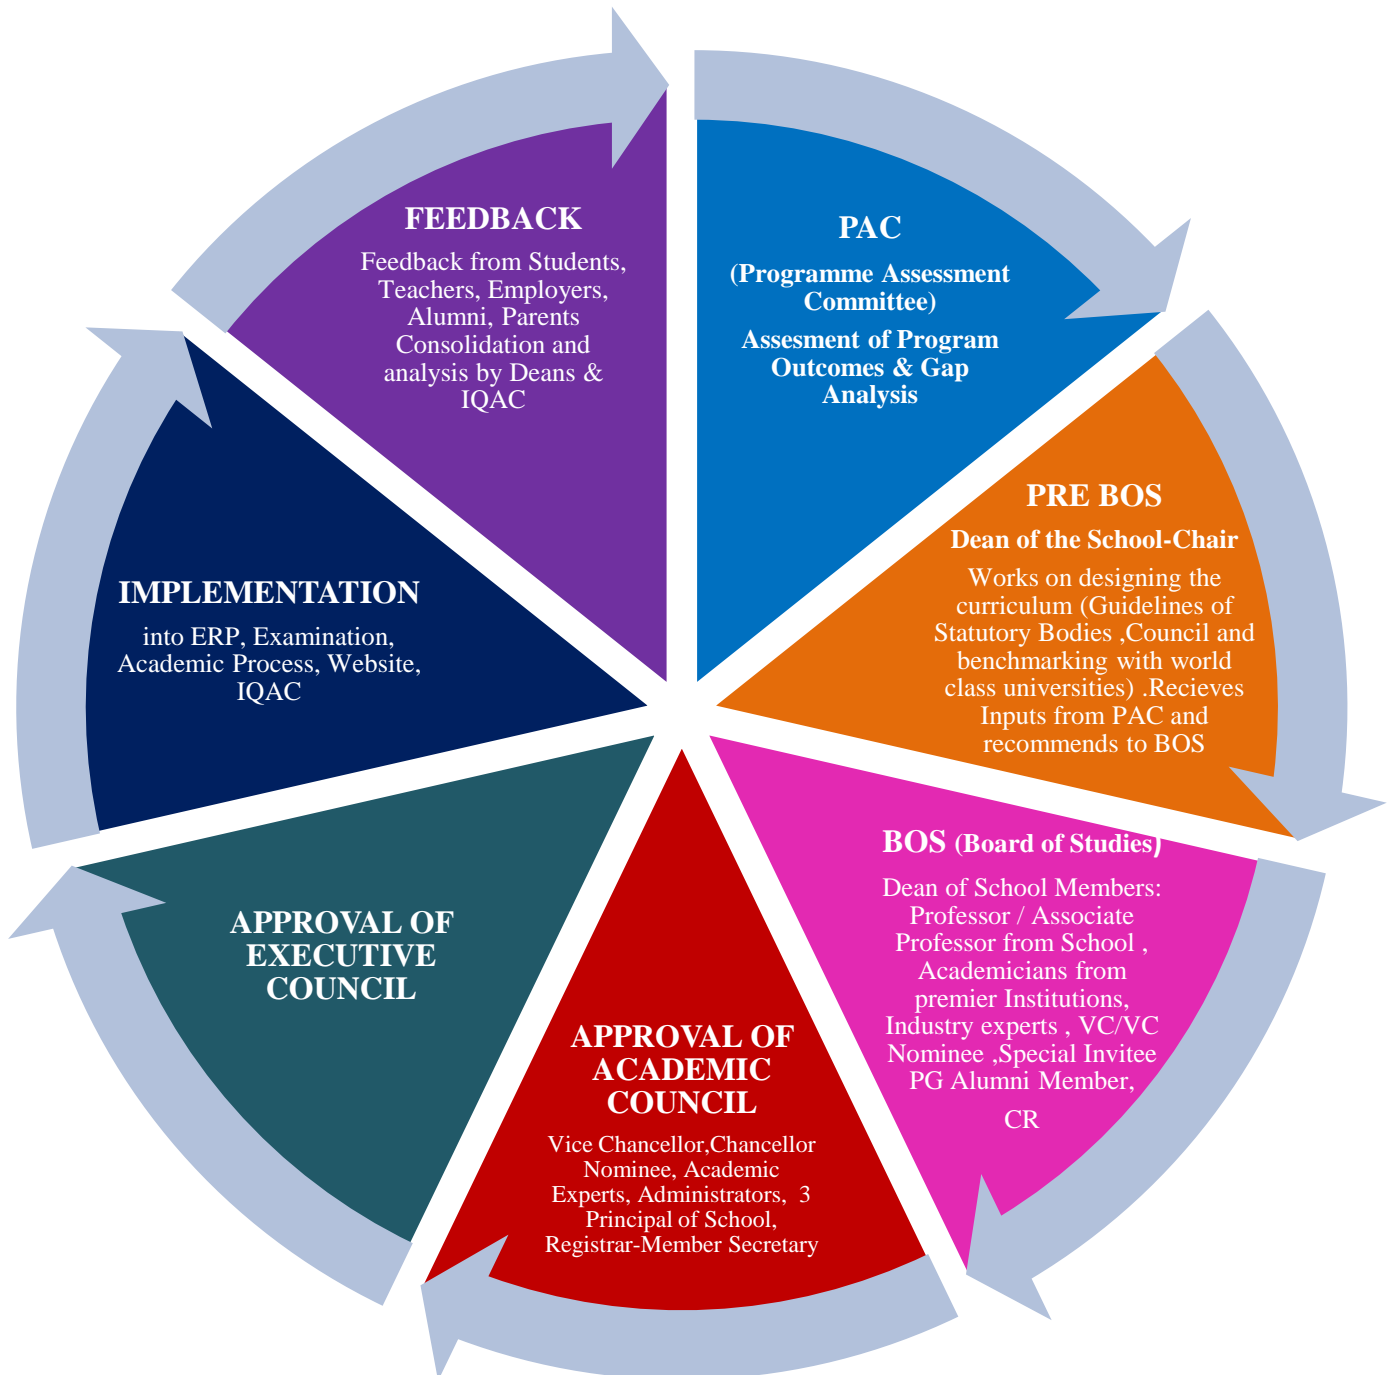 FEEDBACK
Feedback from Students,
Teachers, Employers,
Alumni, Parents
Consolidation and
analysis by Deans &
IQAC
PAC
(Programme Assessment
Committee)
Assesment of Program
Outcomes & Gap
Analysis
PRE BOS
Dean of the School-Chair
Works on designing the
curriculum (Guidelines of
Statutory Bodies ,Council and
benchmarking with world
class universities) .Recieves
Inputs from PAC and
recommends to BOS
BOS (Board of Studies)
Dean of School Members:
Professor / Associate
Professor from School ,
Academicians from
premier Institutions,
Industry experts , VC/VC
Nominee ,Special Invitee
PG Alumni Member,
CR
APPROVAL OF
ACADEMIC
COUNCIL
Vice Chancellor,Chancellor
Nominee, Academic
Experts, Administrators,  3
Principal of School,
Registrar-Member Secretary
APPROVAL OF
EXECUTIVE
COUNCIL
IMPLEMENTATION
into ERP, Examination,
Academic Process, Website,
IQAC